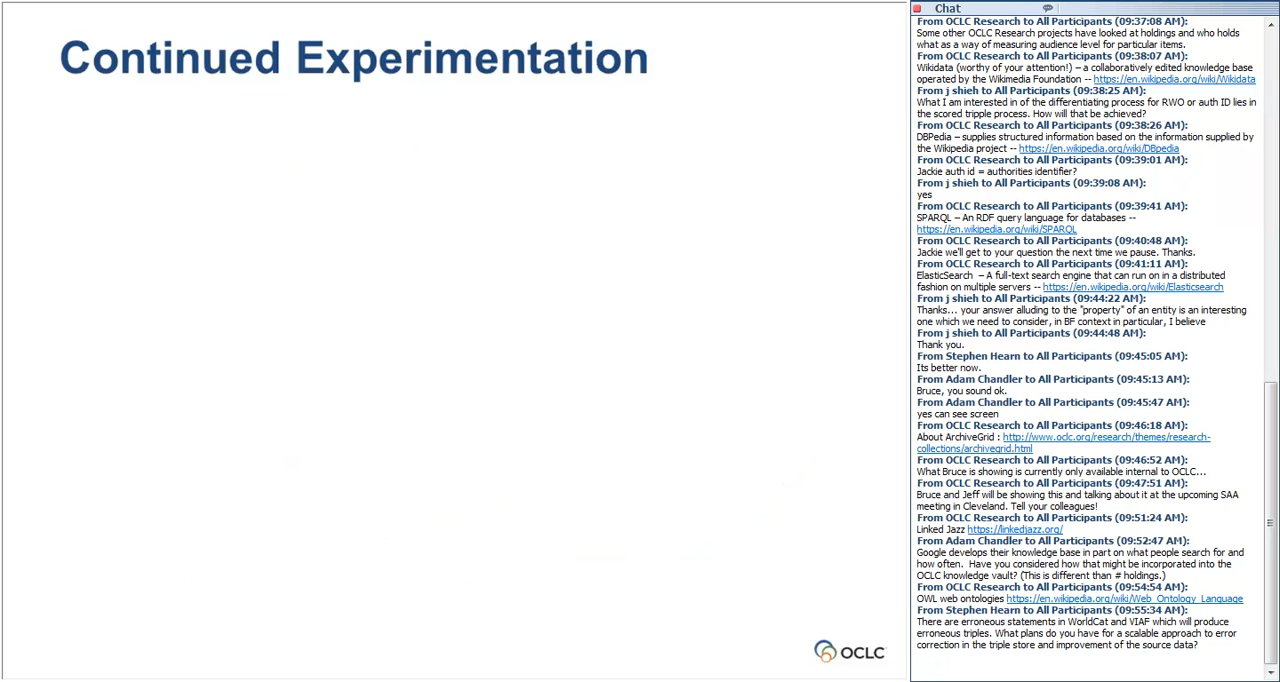 Continued Experimentation
OCLC
Chat
From OCLC Research to All Participants (09:37:08 AM):
Some other OCLC Research projects have looked at holdings and who holds
what as a way of measuring audience level for particular items.
From OCLC Research to All Participants (09:38:07 AM):
Wikidata (worthy of your attention!) – a collaboratively edited knowledge base
operated by the Wikimedia Foundation -- https://en.wikipedia.org/wiki/Wikidata
From j shieh to All Participants (09:38:25 AM):
What I am interested in of the differentiating process for RWO or auth ID lies in
the scored tripple process. How will that be achieved?
From OCLC Research to All Participants (09:38:26 AM):
DBPedia – supplies structured information based on the information supplied by
the Wikipedia project -- https://en.wikipedia.org/wiki/DBpedia
From OCLC Research to All Participants (09:39:01 AM):
Jackie auth id = authorities identifier?
From j shieh to All Participants (09:39:08 AM):
yes
From OCLC Research to All Participants (09:39:41 AM):
SPARQL – An RDF query language for databases --
https://en.wikipedia.org/wiki/SPARQL
From OCLC Research to All Participants (09:40:48 AM):
Jackie we'll get to your question the next time we pause. Thanks.
From OCLC Research to All Participants (09:41:11 AM):
ElasticSearch – A full-text search engine that can run on in a distributed
fashion on multiple servers -- https://en.wikipedia.org/wiki/Elasticsearch
From j shieh to All Participants (09:44:22 AM):
Thanks... your answer alluding to the "property" of an entity is an interesting
one which we need to consider, in BF context in particular, I believe
From j shieh to All Participants (09:44:48 AM):
Thank you.
From Stephen Hearn to All Participants (09:45:05 AM):
Its better now.
From Adam Chandler to All Participants (09:45:13 AM):
Bruce, you sound ok.
From Adam Chandler to All Participants (09:45:47 AM):
yes can see screen
From OCLC Research to All Participants (09:46:18 AM):
About ArchiveGrid : http://www.oclc.org/research/themes/research-
collections/archivegrid.html
From OCLC Research to All Participants (09:46:52 AM):
What Bruce is showing is currently only available internal to OCLC...
From OCLC Research to All Participants (09:47:51 AM):
Bruce and Jeff will be showing this and talking about it at the upcoming SAA
meeting in Cleveland. Tell your colleagues!
From OCLC Research to All Participants (09:51:24 AM):
Linked Jazz https://linkedjazz.org/
From Adam Chandler to All Participants (09:52:47 AM):
Google develops their knowledge base in part on what people search for and
how often. Have you considered how that might be incorporated into the
OCLC knowledge vault? (This is different than # holdings.)
From OCLC Research to All Participants (09:54:54 AM):
OWL web ontologies https://en.wikipedia.org/wiki/Web_Ontology_Language
From Stephen Hearn to All Participants (09:55:34 AM):
There are erroneous statements in WorldCat and VIAF which will produce
erroneous triples. What plans do you have for a scalable approach to error
correction in the triple store and improvement of the source data?